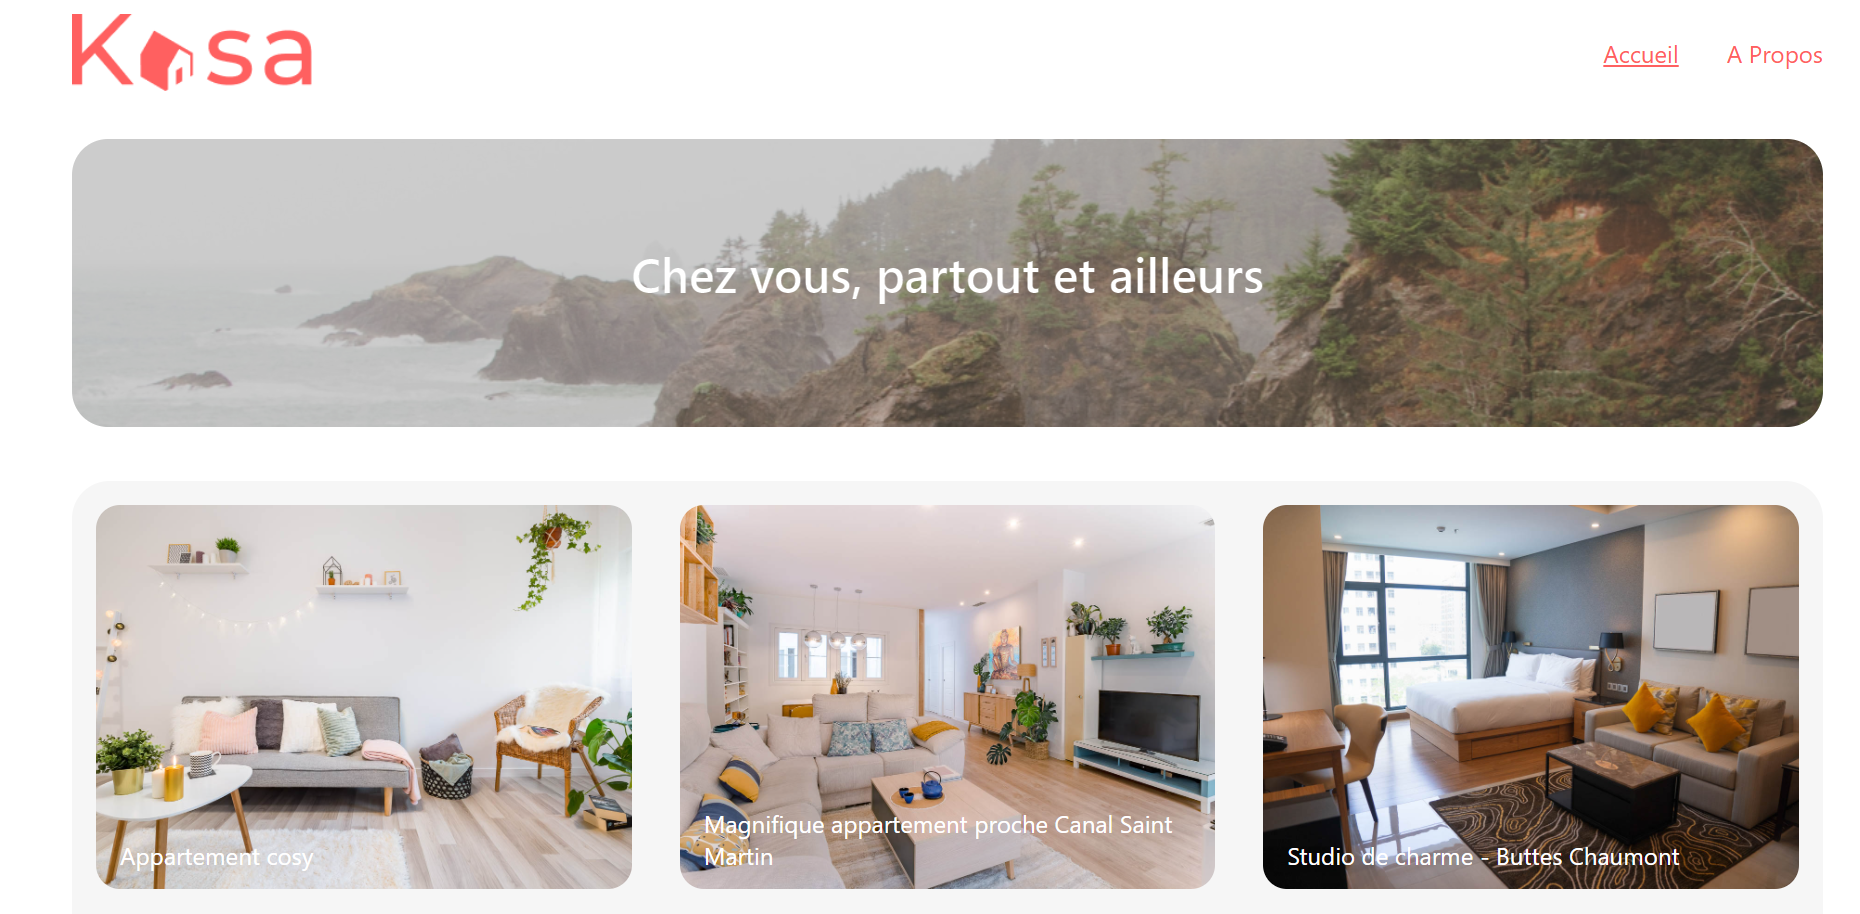 Kasa
Accueil
A Propos
Chez vous, partout et ailleurs
Appartement cosy
Magnifique appartement proche Canal Saint
Martin
Studio de charme - Buttes Chaumont